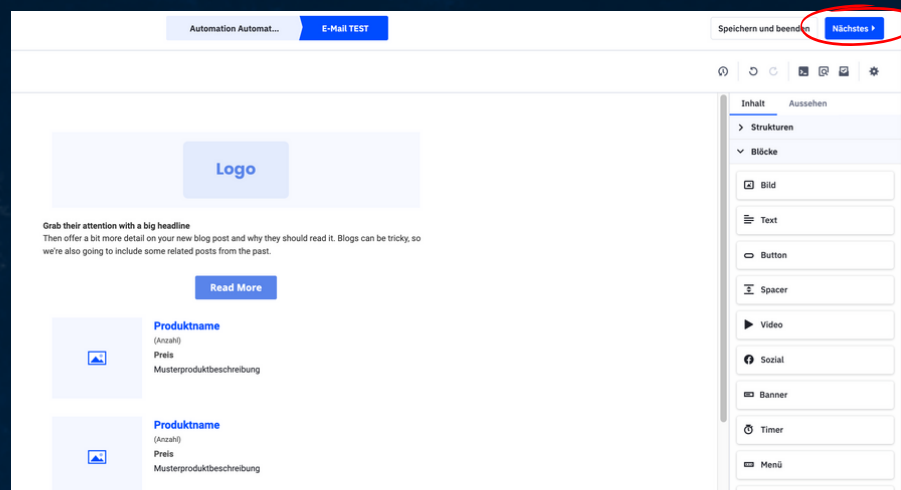 Automation Automat...
E-Mail TEST
Speichern und beenden
Nächstes
Inhalt
Aussehen
Strukturen
Blöcke
Logo
Bild
Grab their attention with a big headline
Then offer a bit more detail on your new blog post and why they should read it. Blogs can be tricky, so
we're also going to include some related posts from the past.
Text
Button
Read More
Spacer
Produktname
(Anzahl)
Preis
Musterproduktbeschreibung
Video
Sozial
Banner
Produktname
(Anzahl)
Preis
Musterproduktbeschreibung
Timer
Menü